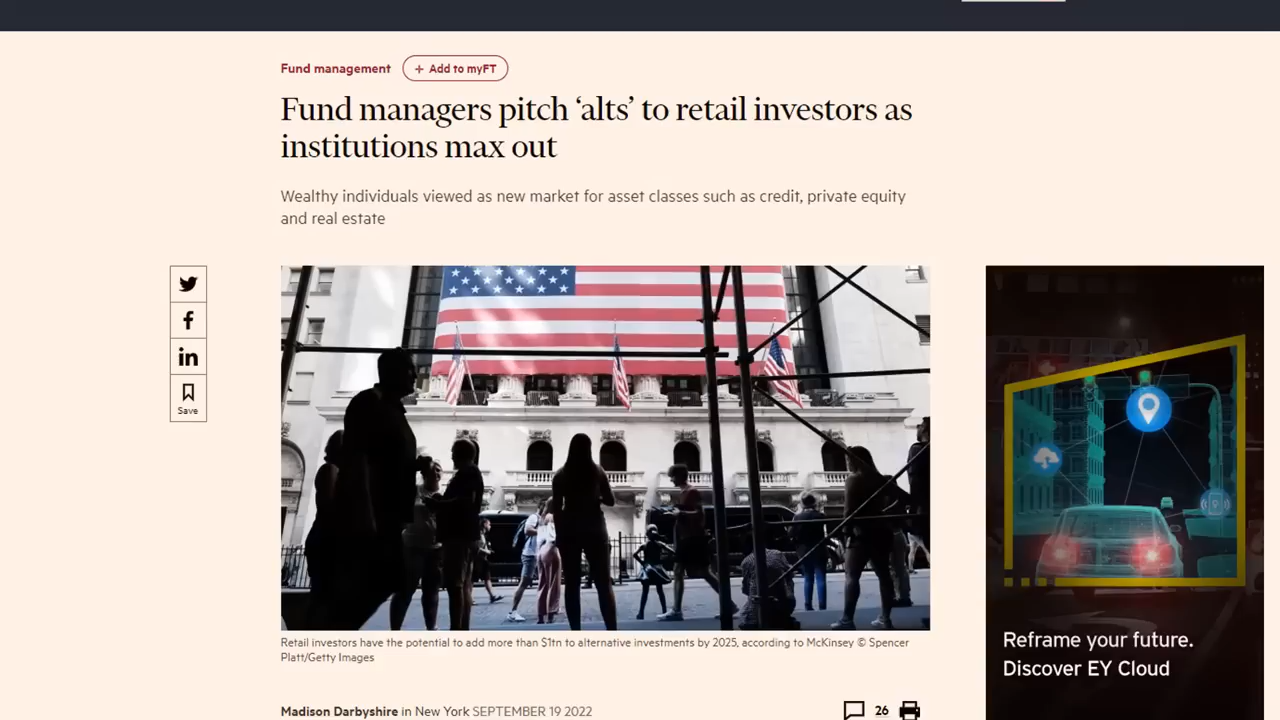 Fund management
+ Add to myFT
Fund managers pitch ‘alts’ to retail investors as
institutions max out
Wealthy individuals viewed as new market for asset classes such as credit, private equity
and real estate
Save
Retail investors have the potential to add more than $1tn to alternative investments by 2025, according to McKinsey © Spencer
Platt/Getty Images
Reframe your future.
Discover EY Cloud
Madison Darbyshire in New York SEPTEMBER 19 2022
26